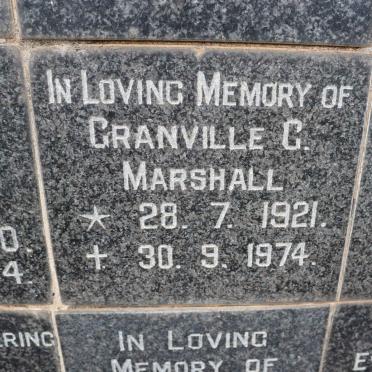 IN LOVING MEMORY OF
GRANVILLE G.
MARSHALL
* 28. 7. 1921.
† 30. 9. 1974.
IN LOVING
MEMORY OF